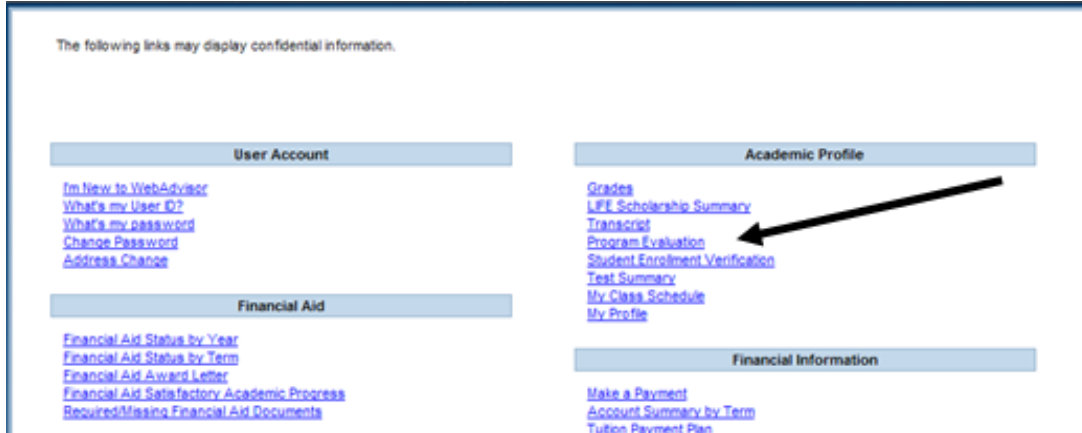 The following links may display confidential information.
User Account
I'm New to WebAdvisor
What's my User ID?
What's my password
Change Password
Address Change
Financial Aid
Financial Aid Status by Year
Financial Aid Status by Term
Financial Aid Award Letter
Financial Aid Satisfactory Academic Progress
Required/Missing Financial Aid Documents
Academic Profile
Grades
LIFE Scholarship Summary
Transcript
Program Evaluation
Student Enrollment Verification
Test Summary
My Class Schedule
My Profile
Financial Information
Make a Payment
Account Summary by Term
Tuition Payment Plan